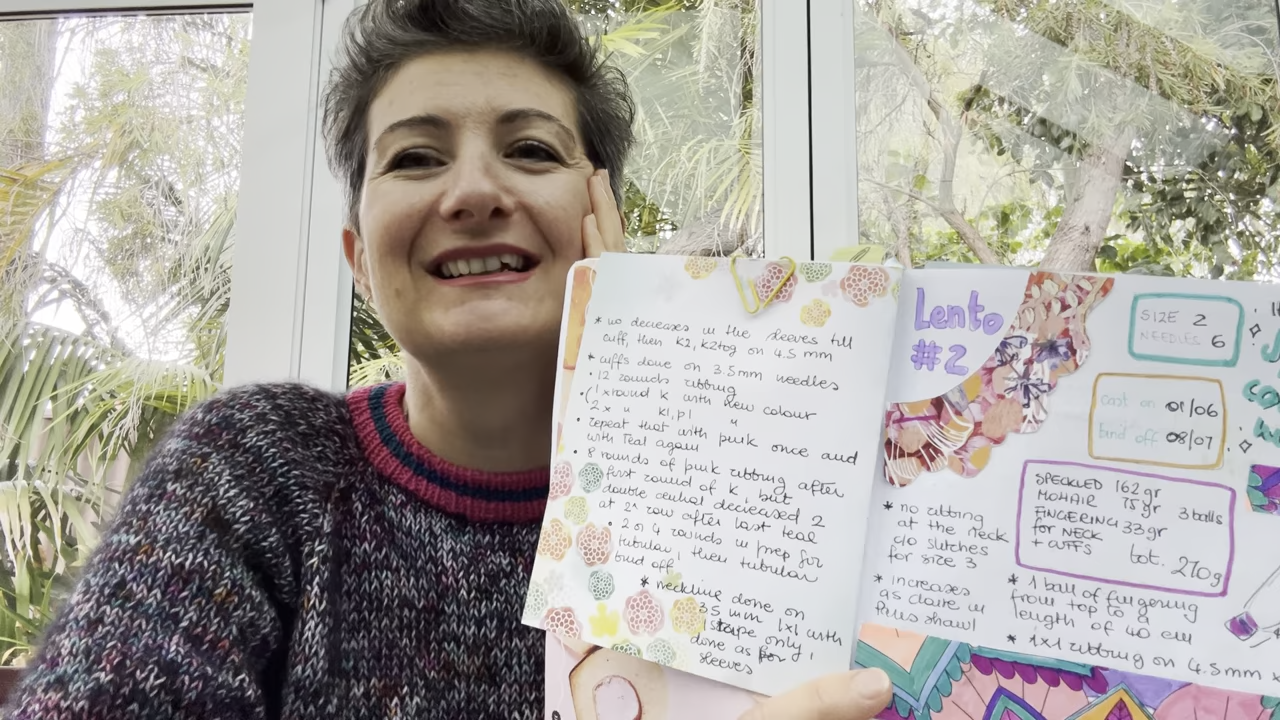 * no decreases in the sleeves till
cuff, then K2, K2tog on 4.5 mm
* cuffs done on 3.5mm needles
• 12 rounds ribbing
• ( 1 round K with new colour
2 x " K1, p1 "
• repeat that with pink once and
with Teal again
• 8 rounds of pink ribbing after
first round of K, but
double central decreased 2
at 2nd row after last teal
• 2 or 4 rounds in prep for
tubular, then tubular
bind off
* neckline done on
3.5 mm 1x1 with
1 stripe only,
done as for
sleeves
Lento
#2
SIZE 2
NEEDLES 6
cast on 01/06
bind off 08/07
SPECKLED 162 gr
MOHAIR 75 gr 3 balls
FINGERING 33 gr
for NECK
+ CUFFS
tot. 270g
* no ribbing
at the neck
c/o stitches
for size 3
* increases
as done in
* 1 ball of fingering
from top to a
length of 40 cm
* 1x1 ribbing on 4.5mm